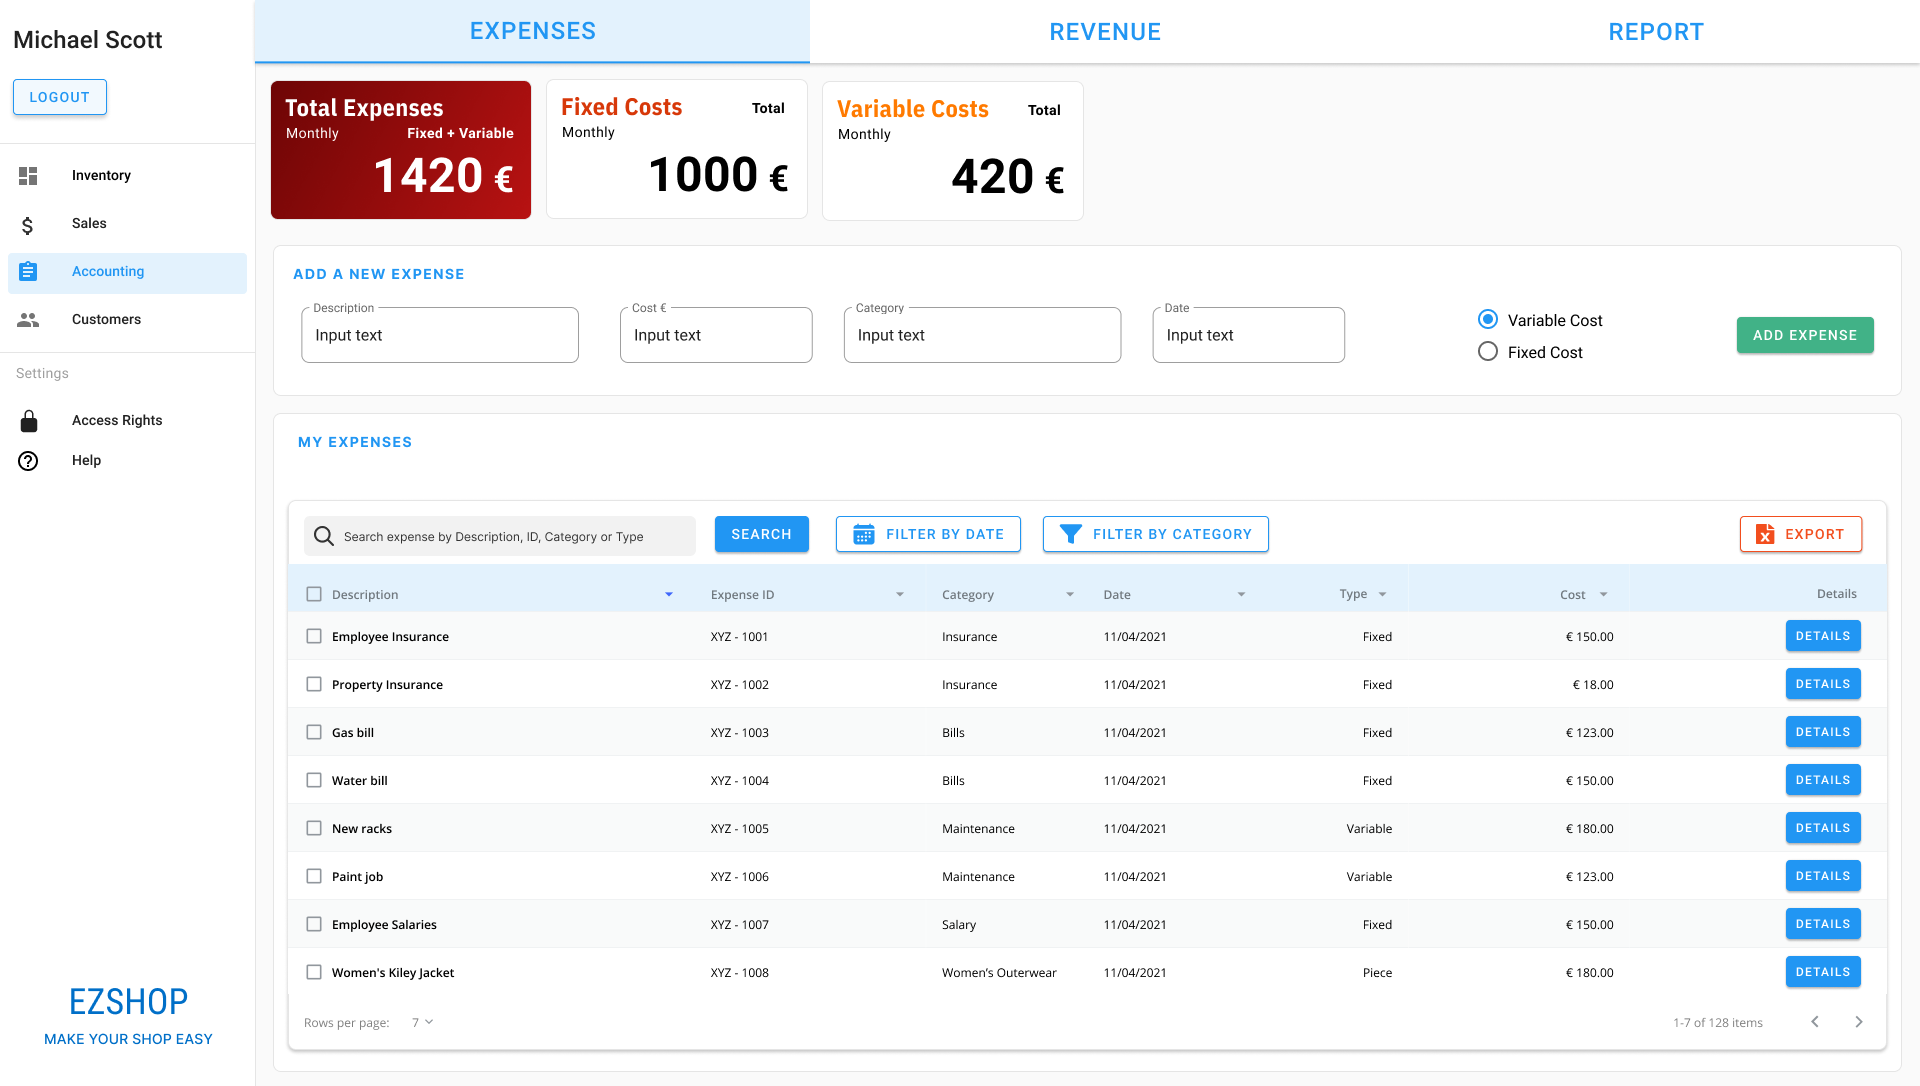 Michael Scott
LOGOUT
Inventory
Sales
Accounting
Customers
Settings
Access Rights
Help
EZSHOP
MAKE YOUR SHOP EASY
EXPENSES REVENUE REPORT
Total Expenses
Monthly Fixed + Variable
1420 €
Fixed Costs Total
Monthly
1000 €
Variable Costs Total
Monthly
420 €
ADD A NEW EXPENSE
Description Cost € Category Date
Input text Input text Input text Input text
Variable Cost
Fixed Cost
ADD EXPENSE
MY EXPENSES
Search expense by Description, ID, Category or Type SEARCH FILTER BY DATE FILTER BY CATEGORY EXPORT
Description Expense ID Category Date Type Cost Details
Employee Insurance XYZ - 1001 Insurance 11/04/2021 Fixed € 150.00 DETAILS
Property Insurance XYZ - 1002 Insurance 11/04/2021 Fixed € 18.00 DETAILS
Gas bill XYZ - 1003 Bills 11/04/2021 Fixed € 123.00 DETAILS
Water bill XYZ - 1004 Bills 11/04/2021 Fixed € 150.00 DETAILS
New racks XYZ - 1005 Maintenance 11/04/2021 Variable € 180.00 DETAILS
Paint job XYZ - 1006 Maintenance 11/04/2021 Variable € 123.00 DETAILS
Employee Salaries XYZ - 1007 Salary 11/04/2021 Fixed € 150.00 DETAILS
Women's Kiley Jacket XYZ - 1008 Women's Outerwear 11/04/2021 Piece € 180.00 DETAILS
Rows per page: 7 1-7 of 128 items